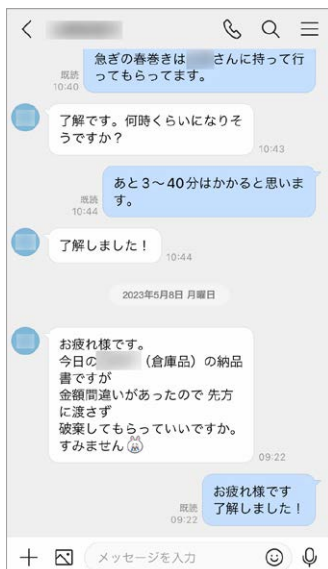 急ぎの春巻きは さんに持って行
ってもらってます。
既読
10:40
了解です。何時くらいになりそ
うですか？
10:43
あと３〜40分はかかると思いま
す。
既読
10:44
了解しました！
10:44
2023年5月8日 月曜日
お疲れ様です。
今日の （倉庫品）の納品
書ですが
金額間違いがあったので 先方
に渡さず
破棄してもらっていいですか。
すみません
09:22
お疲れ様です
了解しました！
既読
09:22
メッセージを入力